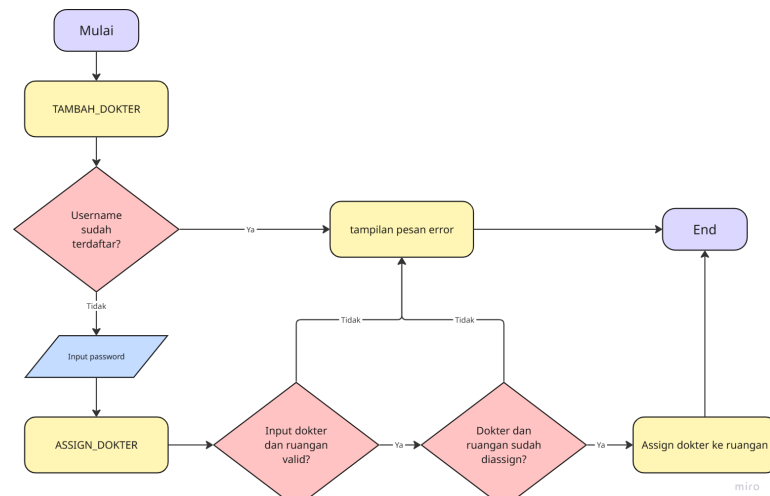 Mulai
TAMBAH_DOKTER
Username
sudah
terdaftar?
Ya
tampilan pesan error
End
Tidak
Tidak
Tidak
Input password
ASSIGN_DOKTER
Input dokter
dan ruangan
valid?
Ya
Dokter dan
ruangan sudah
diassign?
Ya
Assign dokter ke ruangan
miro